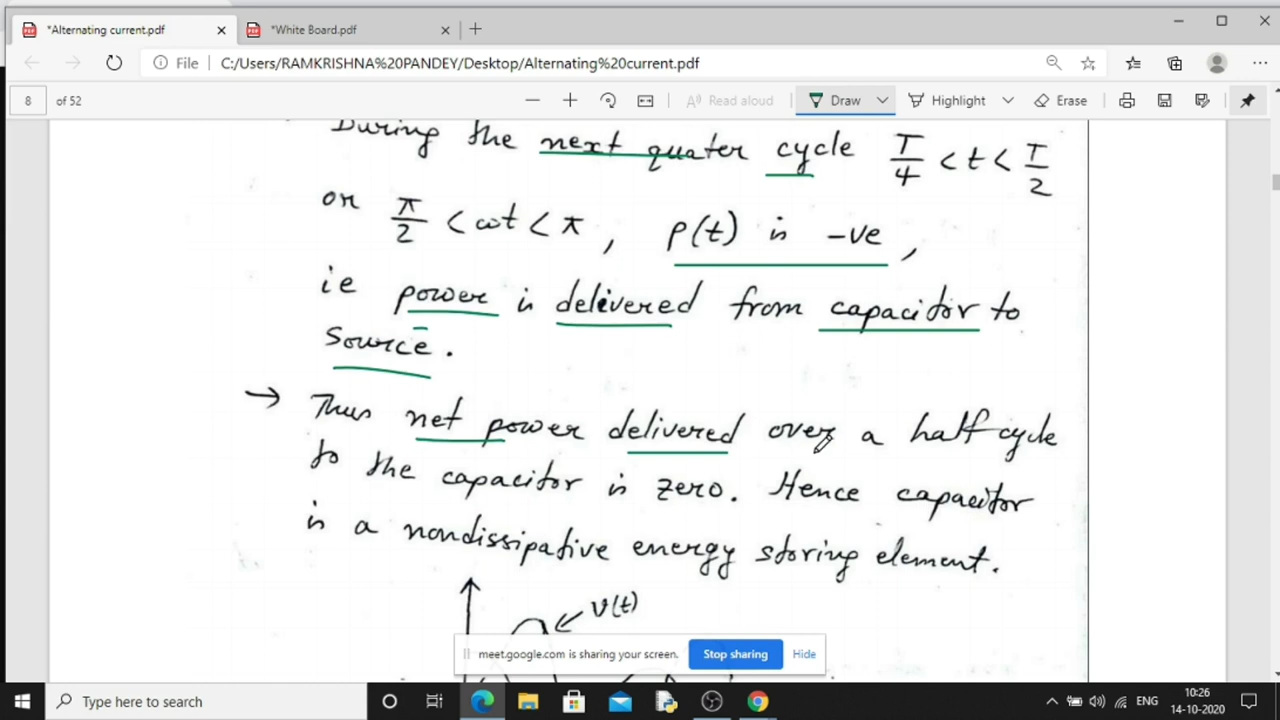 *Alternating current.pdf
*White Board.pdf
File C:/Users/RAMKRISHNA%20PANDEY/Desktop/Alternating%20current.pdf
8 of 52 Read aloud Draw Highlight Erase
During the next quater cycle T/4 < t < T/2
or π/2 < ωt < π, p(t) is -ve,
ie power is delivered from capacitor to
source.
→ Thus net power delivered over a half cycle
to the capacitor is zero. Hence capacitor
is a nondissipative energy storing element.
v(t)
meet.google.com is sharing your screen. Stop sharing Hide
Type here to search
ENG
10:26
14-10-2020